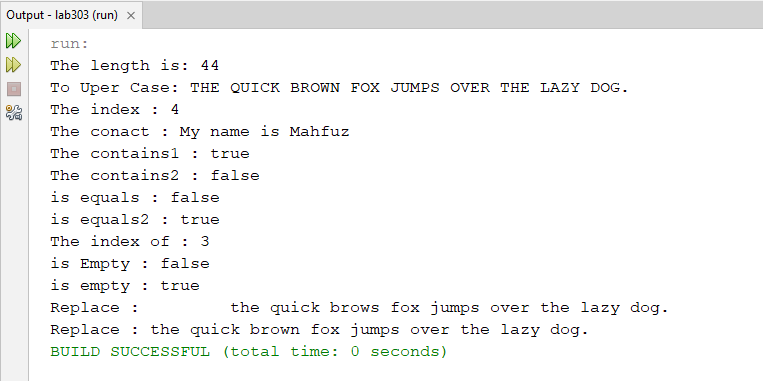 Output - lab303 (run) ×
run:
The length is: 44
To Uper Case: THE QUICK BROWN FOX JUMPS OVER THE LAZY DOG.
The index : 4
The conact : My name is Mahfuz
The contains1 : true
The contains2 : false
is equals : false
is equals2 : true
The index of : 3
is Empty : false
is empty : true
Replace :         the quick brows fox jumps over the lazy dog.
Replace : the quick brown fox jumps over the lazy dog.
BUILD SUCCESSFUL (total time: 0 seconds)